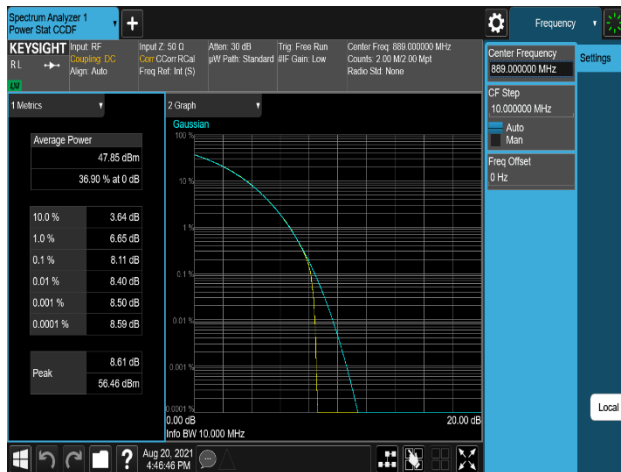 Spectrum Analyzer 1
Power Stat CCDF
Frequency
KEYSIGHT
RL
Input: RF
Coupling: DC
Align: Auto
Input Z: 50 Ω
Corr CCorr RCal
Freq Ref: Int (S)
Atten: 30 dB
µW Path: Standard
Trig: Free Run
#IF Gain: Low
Center Freq: 889.000000 MHz
Counts: 2.00 M/2.00 Mpt
Radio Std: None
Center Frequency
889.000000 MHz
Settings
CF Step
10.000000 MHz
Auto
Man
Freq Offset
0 Hz
Local
1 Metrics
Average Power
47.85 dBm
36.90 % at 0 dB
10.0 % 3.64 dB
1.0 % 6.65 dB
0.1 % 8.11 dB
0.01 % 8.40 dB
0.001 % 8.50 dB
0.0001 % 8.59 dB
Peak
8.61 dB
56.46 dBm
2 Graph
Gaussian
100 %
10 %
1 %
0.1 %
0.01 %
0.001 %
0.0001 %
0.00 dB
20.00 dB
Info BW 10.000 MHz
?
Aug 20, 2021
4:46:46 PM